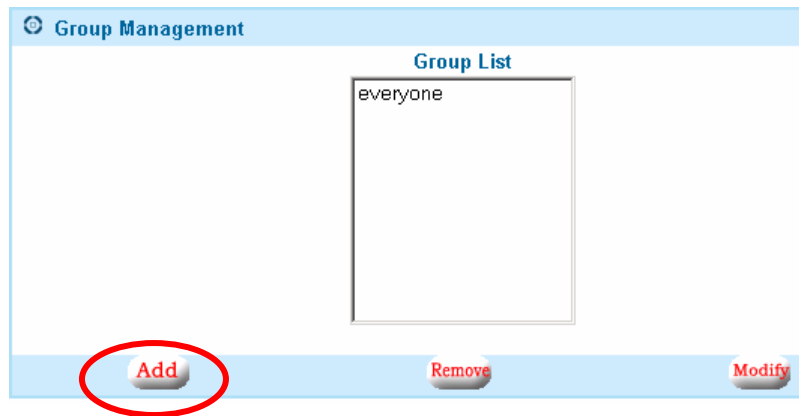 Group Management
Group List
everyone
Add
Remove
Modify